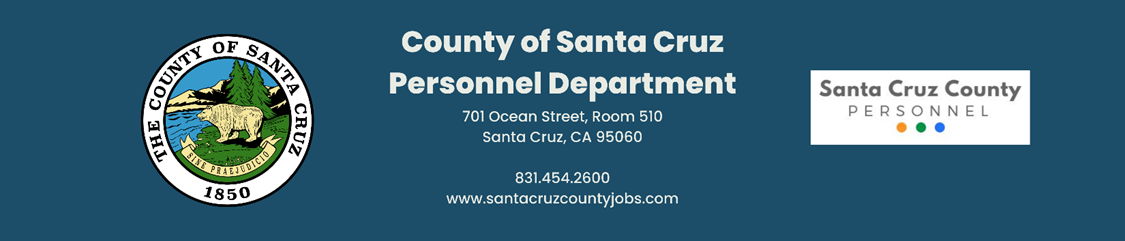 THE COUNTY OF SANTA CRUZ
SINE PRAEJUDICIO
1850
County of Santa Cruz
Personnel Department
701 Ocean Street, Room 510
Santa Cruz, CA 95060
831.454.2600
www.santacruzcountyjobs.com
Santa Cruz County
PERSONNEL